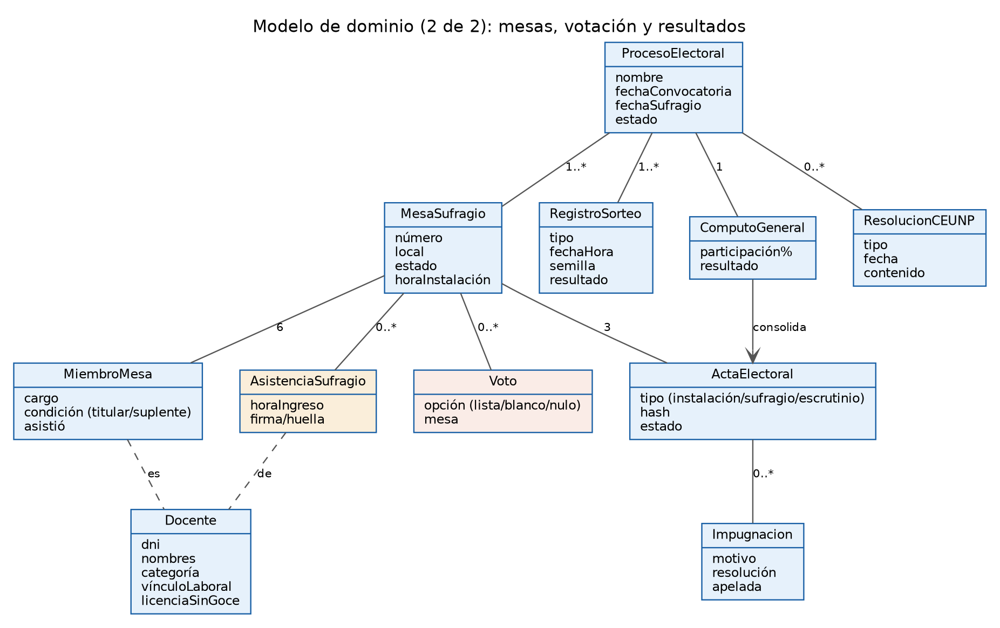 Modelo de dominio (2 de 2): mesas, votación y resultados
ProcesoElectoral
nombre
fechaConvocatoria
fechaSufragio
estado
1..*
1..*
1
0..*
MesaSufragio
número
local
estado
horaInstalación
RegistroSorteo
tipo
fechaHora
semilla
resultado
ComputoGeneral
participación%
resultado
ResolucionCEUNP
tipo
fecha
contenido
6
0..*
0..*
3
consolida
MiembroMesa
cargo
condición (titular/suplente)
asistió
AsistenciaSufragio
horaIngreso
firma/huella
Voto
opción (lista/blanco/nulo)
mesa
ActaElectoral
tipo (instalación/sufragio/escrutinio)
hash
estado
es
de
0..*
Docente
dni
nombres
categoría
vínculoLaboral
licenciaSinGoce
Impugnacion
motivo
resolución
apelada